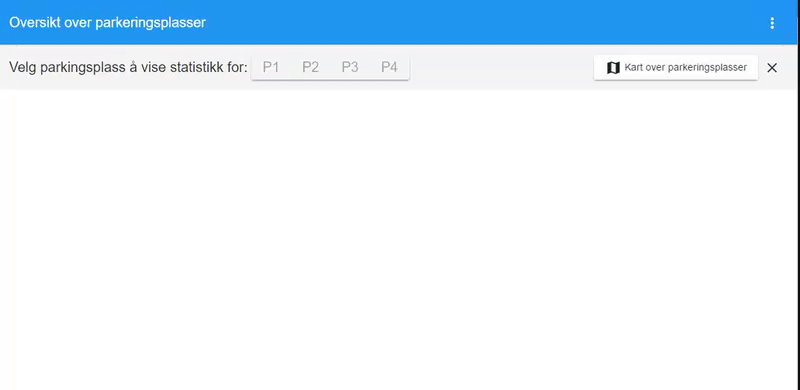 Oversikt over parkeringsplasser
Velg parkingsplass å vise statistikk for: P1 P2 P3 P4 Kart over parkeringsplasser